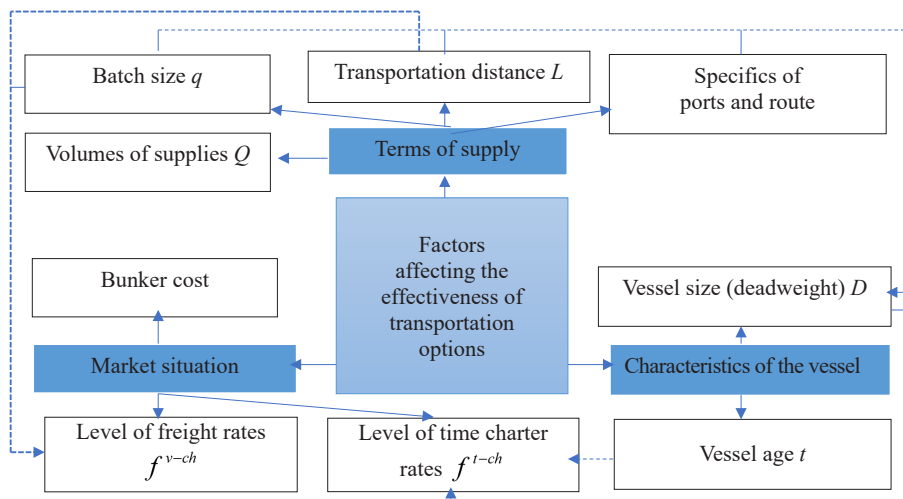 Batch size q
Transportation distance L
Specifics of
ports and route
Volumes of supplies Q
Terms of supply
Factors
affecting the
effectiveness of
transportation
options
Bunker cost
Vessel size (deadweight) D
Market situation
Characteristics of the vessel
Level of freight rates
f^{v-ch}
Level of time charter
rates f^{t-ch}
Vessel age t